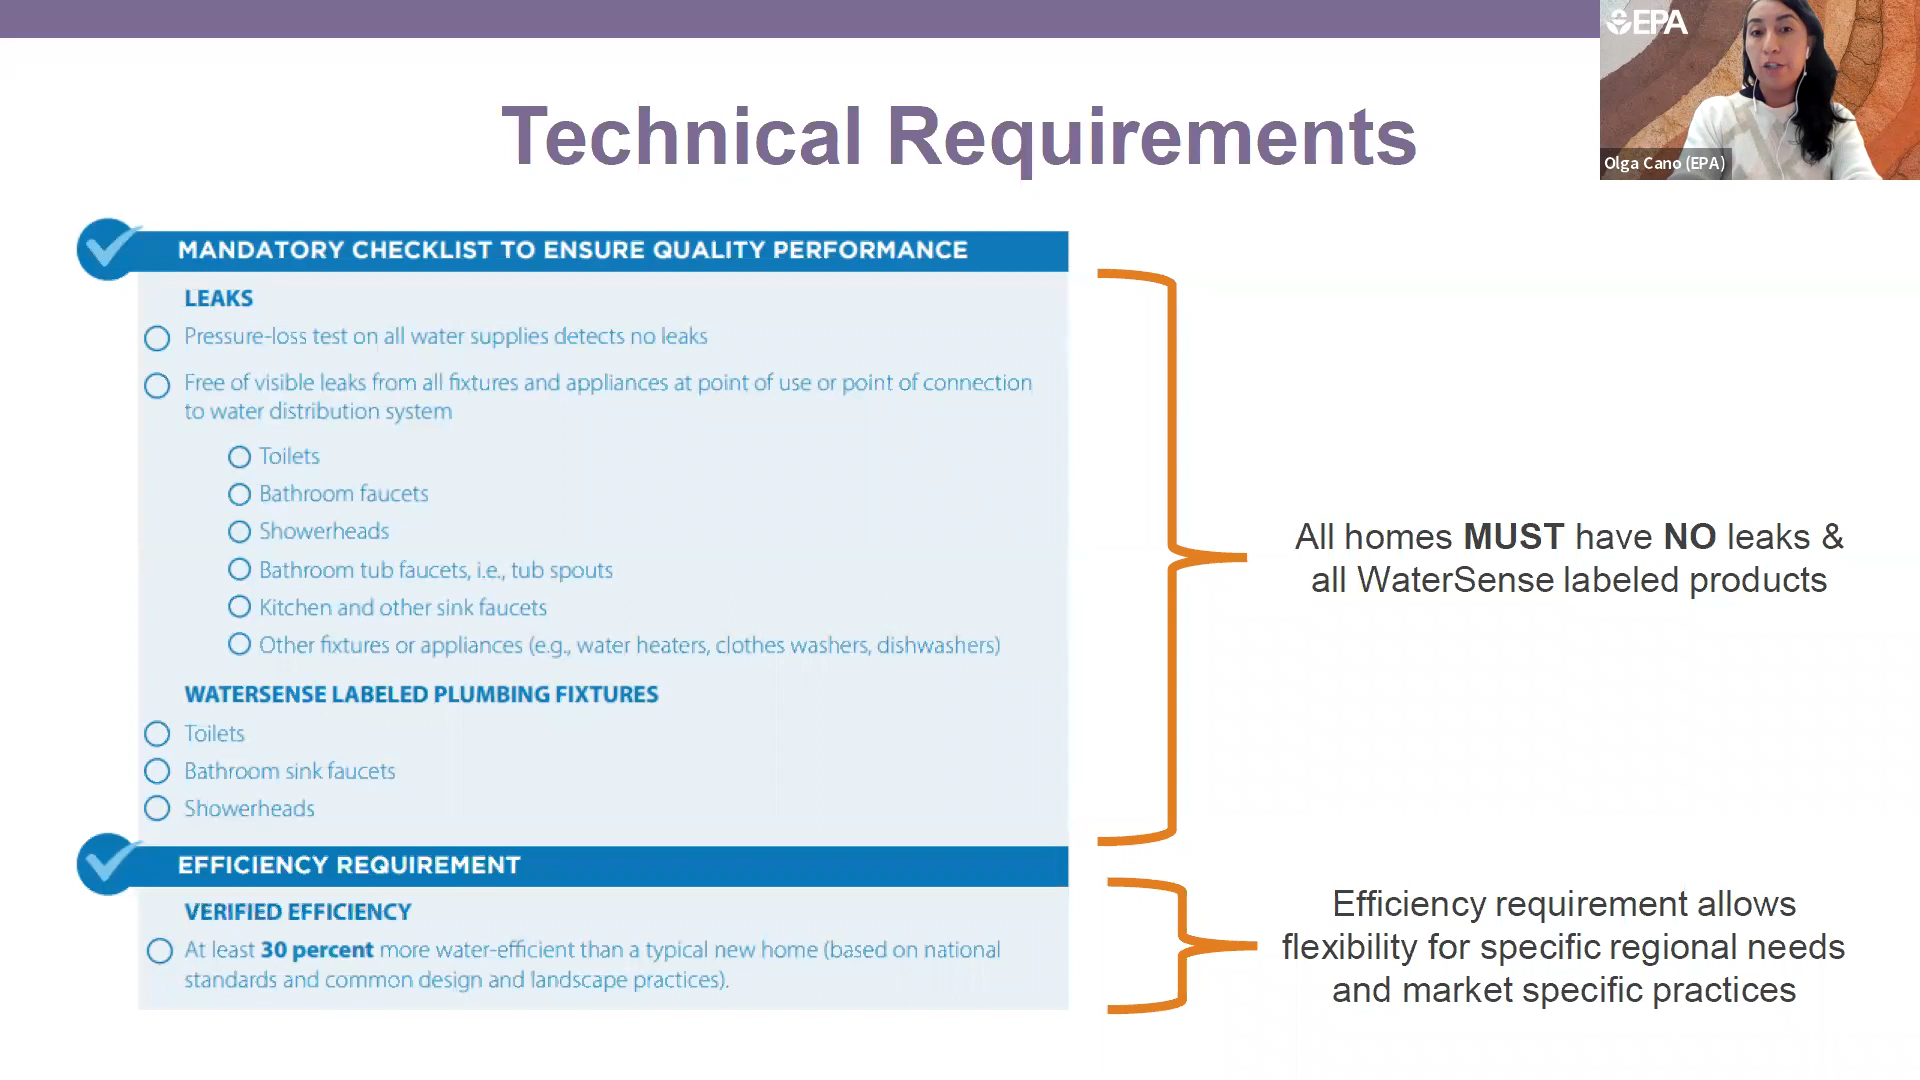 EPA
Olga Cano (EPA)
Technical Requirements
MANDATORY CHECKLIST TO ENSURE QUALITY PERFORMANCE
LEAKS
Pressure-loss test on all water supplies detects no leaks
Free of visible leaks from all fixtures and appliances at point of use or point of connection
to water distribution system
Toilets
Bathroom faucets
Showerheads
Bathroom tub faucets, i.e., tub spouts
Kitchen and other sink faucets
Other fixtures or appliances (e.g., water heaters, clothes washers, dishwashers)
WATERSENSE LABELED PLUMBING FIXTURES
Toilets
Bathroom sink faucets
Showerheads
All homes MUST have NO leaks &
all WaterSense labeled products
EFFICIENCY REQUIREMENT
VERIFIED EFFICIENCY
At least 30 percent more water-efficient than a typical new home (based on national
standards and common design and landscape practices).
Efficiency requirement allows
flexibility for specific regional needs
and market specific practices